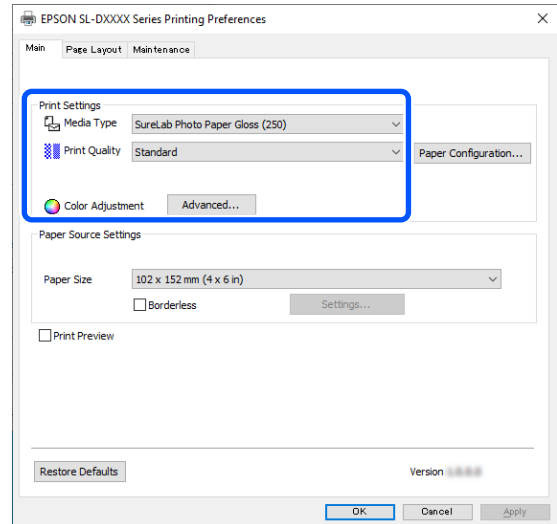 EPSON SL-DXXXX Series Printing Preferences
Main Page Layout Maintenance
Print Settings
Media Type SureLab Photo Paper Gloss (250)
Print Quality Standard Paper Configuration...
Color Adjustment Advanced...
Paper Source Settings
Paper Size 102 x 152 mm (4 x 6 in)
Borderless Settings...
Print Preview
Restore Defaults Version
OK Cancel Apply